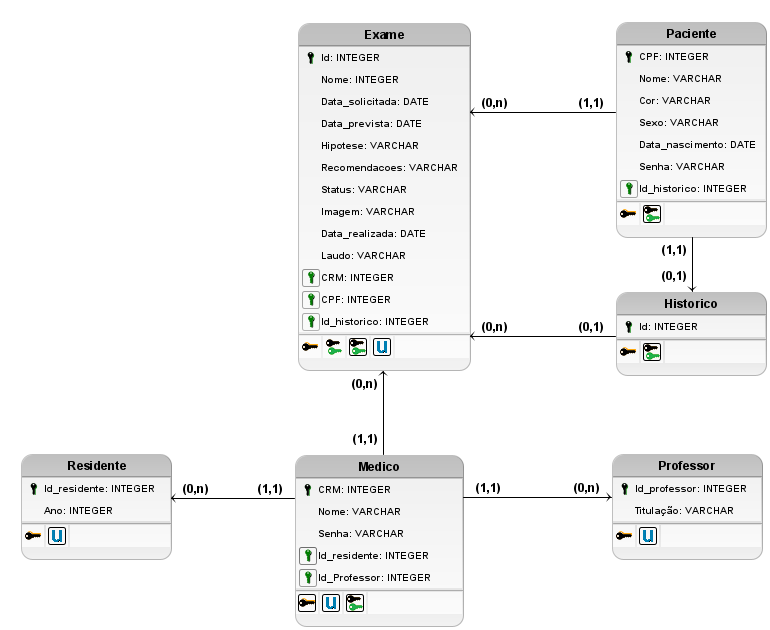 Exame
Id: INTEGER
Nome: INTEGER
Data_solicitada: DATE
Data_prevista: DATE
Hipotese: VARCHAR
Recomendacoes: VARCHAR
Status: VARCHAR
Imagem: VARCHAR
Data_realizada: DATE
Laudo: VARCHAR
CRM: INTEGER
CPF: INTEGER
Id_historico: INTEGER
U
(0,n)
(1,1)
Paciente
CPF: INTEGER
Nome: VARCHAR
Cor: VARCHAR
Sexo: VARCHAR
Data_nascimento: DATE
Senha: VARCHAR
Id_historico: INTEGER
(1,1)
(0,1)
Historico
Id: INTEGER
(0,n)
(0,1)
(0,n)
(1,1)
Residente
Id_residente: INTEGER
Ano: INTEGER
U
(0,n)
(1,1)
Medico
CRM: INTEGER
Nome: VARCHAR
Senha: VARCHAR
Id_residente: INTEGER
Id_Professor: INTEGER
U
(1,1)
(0,n)
Professor
Id_professor: INTEGER
Titulação: VARCHAR
U